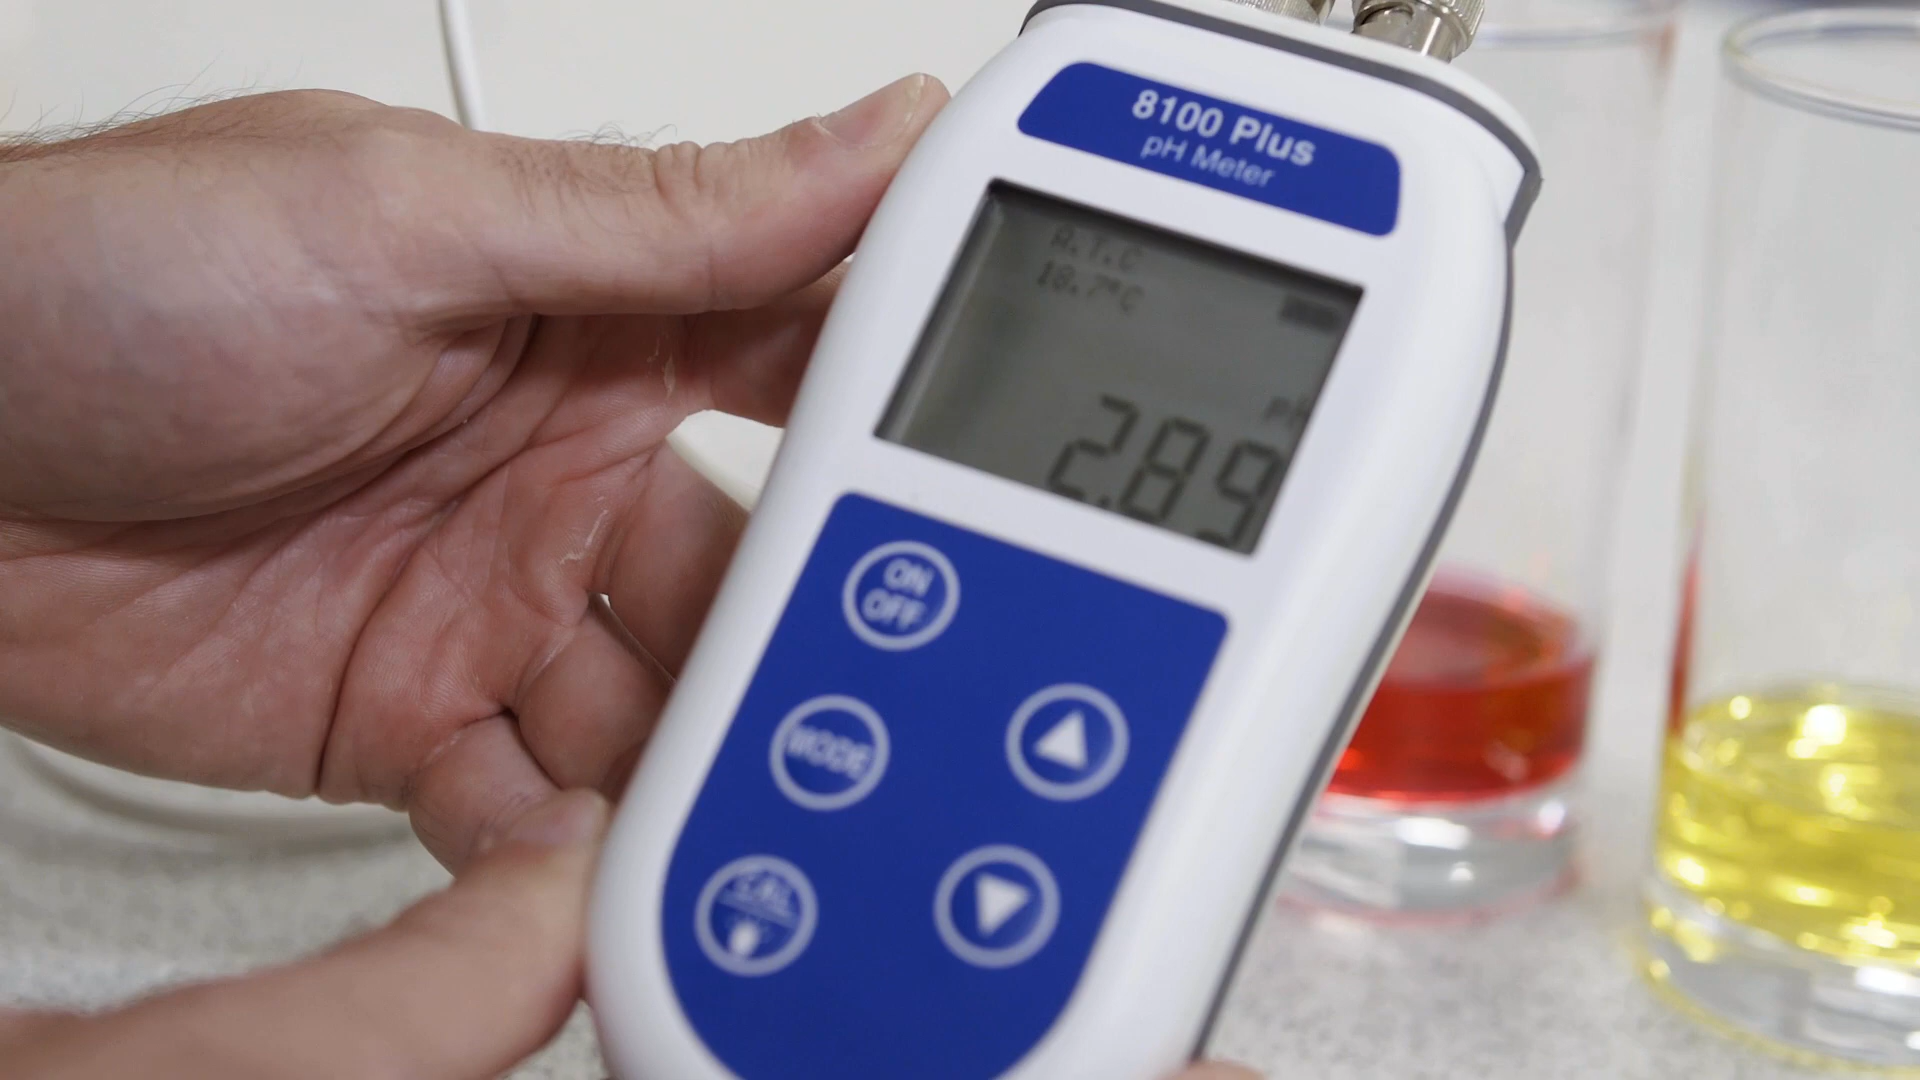 8100 Plus
pH Meter
A.T.C
18.7°C
pH
2.89
ON
OFF
MODE
CAL